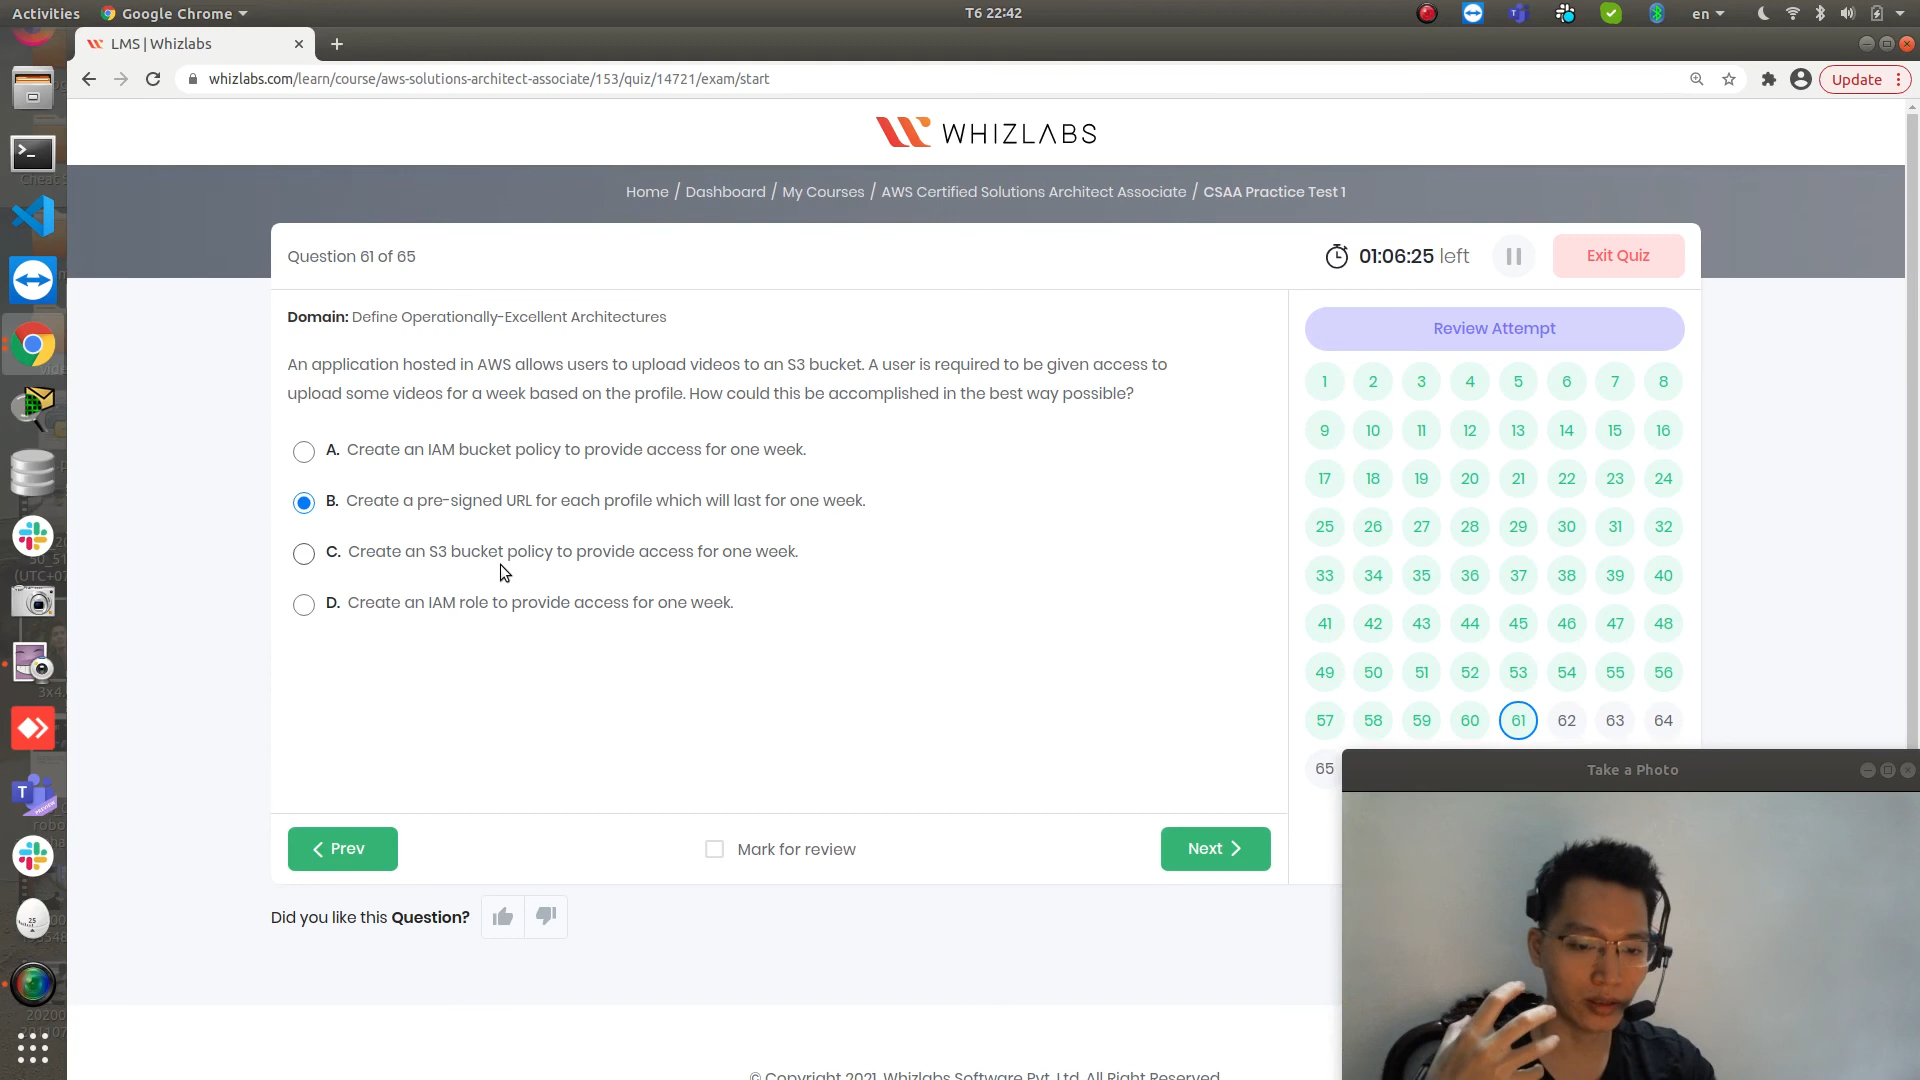 Activities
Google Chrome
T6 22:42
en
LMS | Whizlabs
whizlabs.com/learn/course/aws-solutions-architect-associate/153/quiz/14721/exam/start
Update
WHIZLABS
Home / Dashboard / My Courses / AWS Certified Solutions Architect Associate / CSAA Practice Test 1
Question 61 of 65
01:06:25 left
Exit Quiz
Domain: Define Operationally-Excellent Architectures
An application hosted in AWS allows users to upload videos to an S3 bucket. A user is required to be given access to
upload some videos for a week based on the profile. How could this be accomplished in the best way possible?
A. Create an IAM bucket policy to provide access for one week.
B. Create a pre-signed URL for each profile which will last for one week.
C. Create an S3 bucket policy to provide access for one week.
D. Create an IAM role to provide access for one week.
Prev
Mark for review
Next
Did you like this Question?
Review Attempt
1 2 3 4 5 6 7 8
9 10 11 12 13 14 15 16
17 18 19 20 21 22 23 24
25 26 27 28 29 30 31 32
33 34 35 36 37 38 39 40
41 42 43 44 45 46 47 48
49 50 51 52 53 54 55 56
57 58 59 60 61 62 63 64
65
Take a Photo
© Copyright 2021. Whizlabs Software Pvt. Ltd. All Right Reserved